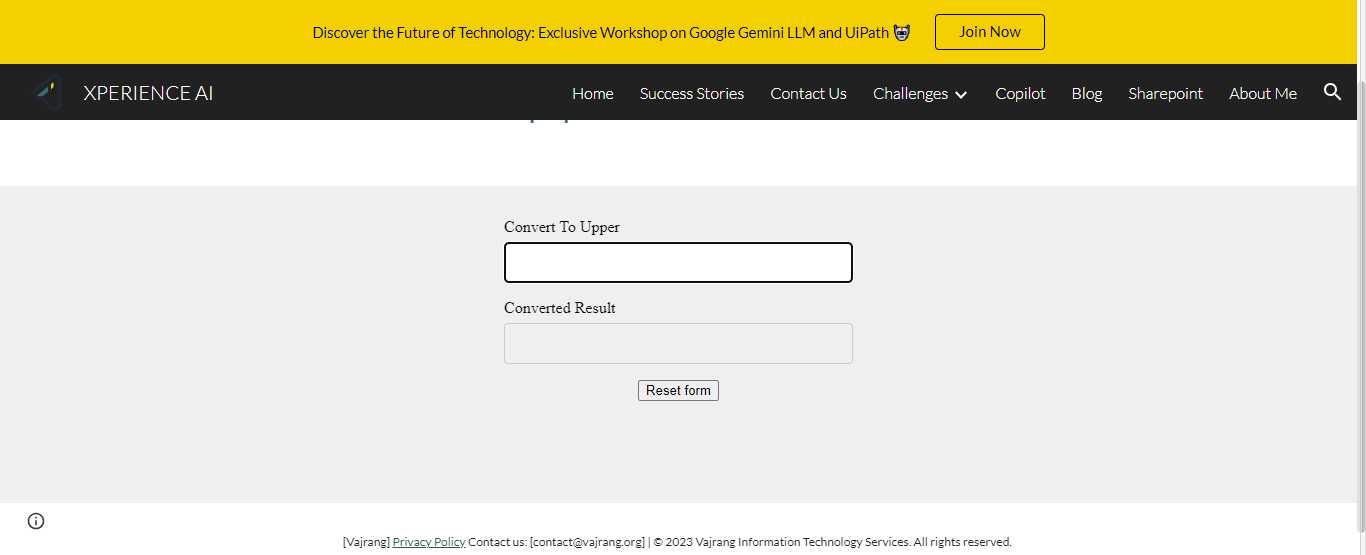 Discover the Future of Technology: Exclusive Workshop on Google Gemini LLM and UiPath
Join Now
XPERIENCE AI
Home Success Stories Contact Us Challenges Copilot Blog Sharepoint About Me
Convert To Upper
Converted Result
Reset form
[Vajrang] Privacy Policy Contact us: [contact@vajrang.org] | © 2023 Vajrang Information Technology Services. All rights reserved.